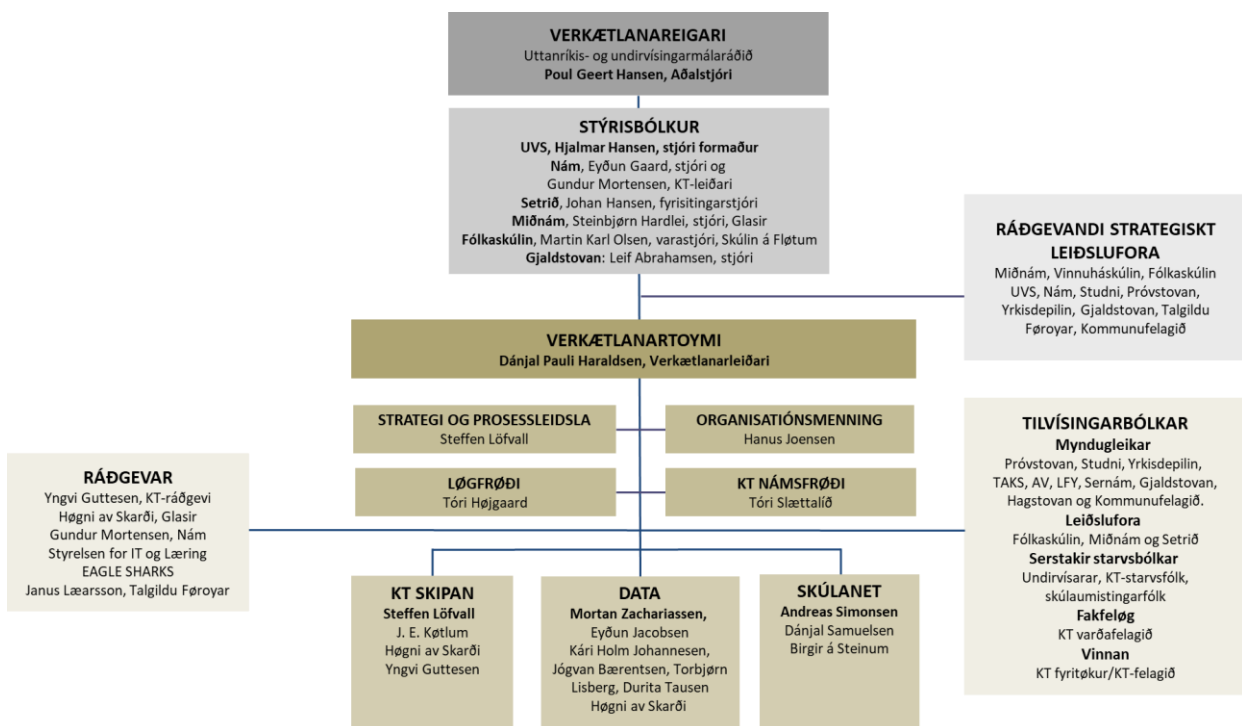 VERKÆTLANAREIGARI
Uttanríkis- og undirvísingarmálaráðið
Poul Geert Hansen, Aðalstjóri
STÝRISBÓLKUR
UVS, Hjalmar Hansen, stjóri formaður
Nám, Eyðun Gaard, stjóri og
Gundur Mortensen, KT-leiðari
Setrið, Johan Hansen, fyrisitingarstjóri
Miðnám, Steinbjørn Hardlei, stjóri, Glasir
Fólkaskúlin, Martin Karl Olsen, varastjóri, Skúlin á Fløtum
Gjaldstovan: Leif Abrahamsen, stjóri
RÁÐGEVANDI STRATEGISKT
LEIÐSLUFORA
Miðnám, Vinnuháskúlin, Fólkaskúlin
UVS, Nám, Studni, Próvstovan,
Yrkisdepilin, Gjaldstovan, Talgildu
Føroyar, Kommunufelagið
VERKÆTLANARTOYMI
Dánjal Pauli Haraldsen, Verkætlanarleiðari
STRATEGI OG PROSESSLEIDSLA
Steffen Löfvall
ORGANISATIÓNSMENNING
Hanus Joensen
LØGFRØÐI
Tóri Højgaard
KT NÁMSFRØÐI
Tóri Slættalíð
RÁÐGEVAR
Yngvi Guttesen, KT-ráðgevi
Høgni av Skarði, Glasir
Gundur Mortensen, Nám
Styrelsen for IT og Læring
EAGLE SHARKS
Janus Læarsson, Talgildu Føroyar
TILVÍSINGARBÓLKAR
Myndugleikar
Próvstovan, Studni, Yrkisdepilin,
TAKS, AV, LFY, Sernám, Gjaldstovan,
Hagstovan og Kommunufelagið.
Leiðslufora
Fólkaskúlin, Miðnám og Setrið
Serstakir starvsbólkar
Undirvísarar, KT-starvsfólk,
skúlaumistingarfólk
Fakfeløg
KT varðafelagið
Vinnan
KT fyritøkur/KT-felagið
KT SKIPAN
Steffen Löfvall
J. E. Køtlum
Høgni av Skarði
Yngvi Guttesen
DATA
Mortan Zachariassen,
Eyðun Jacobsen
Kári Holm Johannesen,
Jógvan Bærentsen, Torbjørn
Lisberg, Durita Tausen
Høgni av Skarði
SKÚLANET
Andreas Simonsen
Dánjal Samuelsen
Birgir á Steinum